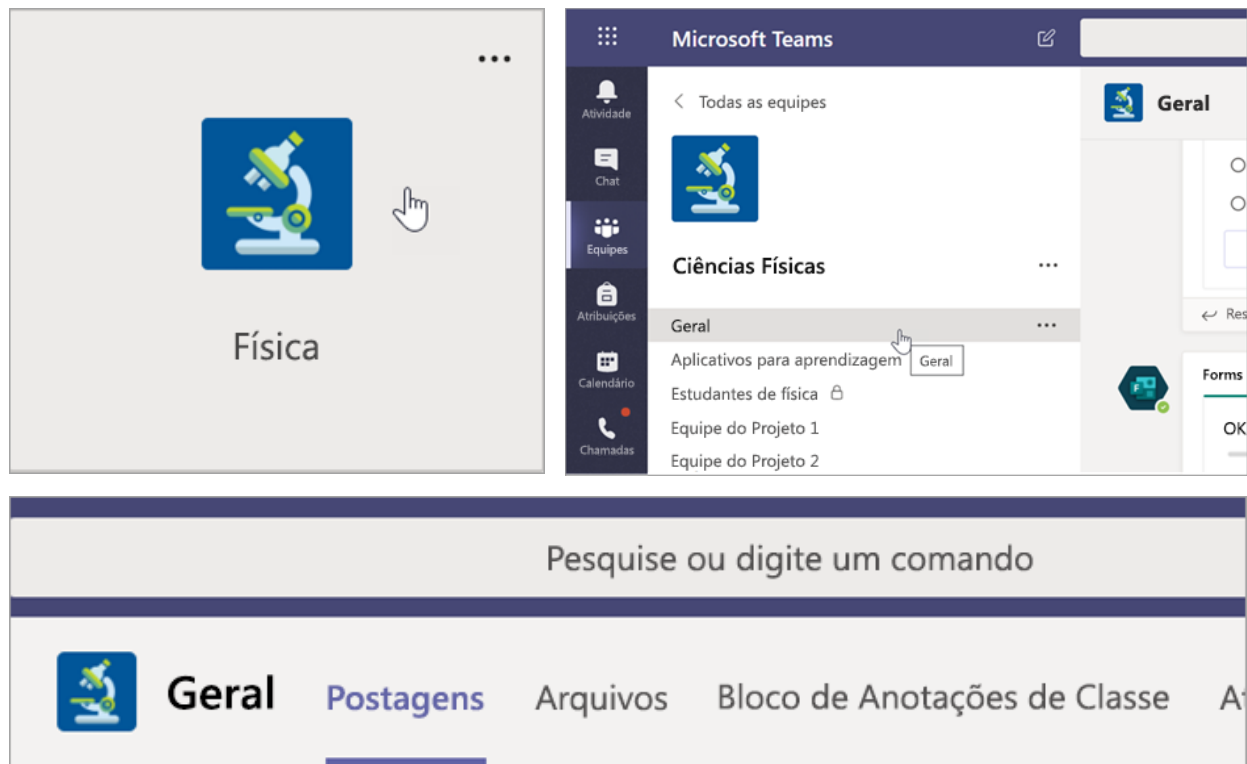 Física
Microsoft Teams
Atividade
Chat
Equipes
Atribuições
Calendário
Chamadas
Todas as equipes
Ciências Físicas
Geral
Geral
Aplicativos para aprendizagem
Estudantes de física
Equipe do Projeto 1
Equipe do Projeto 2
Geral
Res
Forms
OK
Pesquise ou digite um comando
Geral Postagens Arquivos Bloco de Anotações de Classe